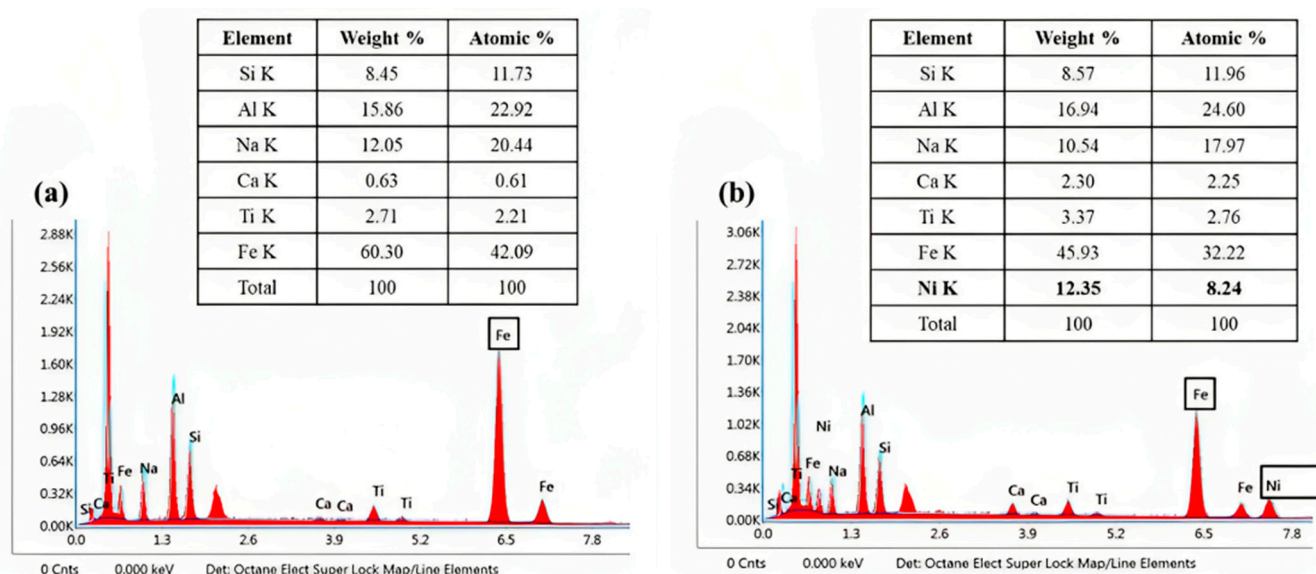 (a)
Element Weight % Atomic %
Si K 8.45 11.73
Al K 15.86 22.92
Na K 12.05 20.44
Ca K 0.63 0.61
Ti K 2.71 2.21
Fe K 60.30 42.09
Total 100 100
2.88K
2.56K
2.24K
1.92K
1.60K
1.28K
0.96K
0.64K
0.32K
0.00K
Si
Ca
Ti
Fe
Na
Al
Si
Ca
Ca
Ti
Ti
Fe
Fe
0.0 1.3 2.6 3.9 5.2 6.5 7.8
0 Cnts 0.000 keV Det: Octane Elect Super Lock Map/Line Elements
(b)
Element Weight % Atomic %
Si K 8.57 11.96
Al K 16.94 24.60
Na K 10.54 17.97
Ca K 2.30 2.25
Ti K 3.37 2.76
Fe K 45.93 32.22
Ni K 12.35 8.24
Total 100 100
3.06K
2.72K
2.38K
2.04K
1.70K
1.36K
1.02K
0.68K
0.34K
0.00K
Si
Ca
Ti
Fe
Ni
Na
Al
Si
Ca
Ca
Ti
Ti
Fe
Fe
Ni
0.0 1.3 2.6 3.9 5.2 6.5 7.8
0 Cnts 0.000 keV Det: Octane Elect Super Lock Map/Line Elements